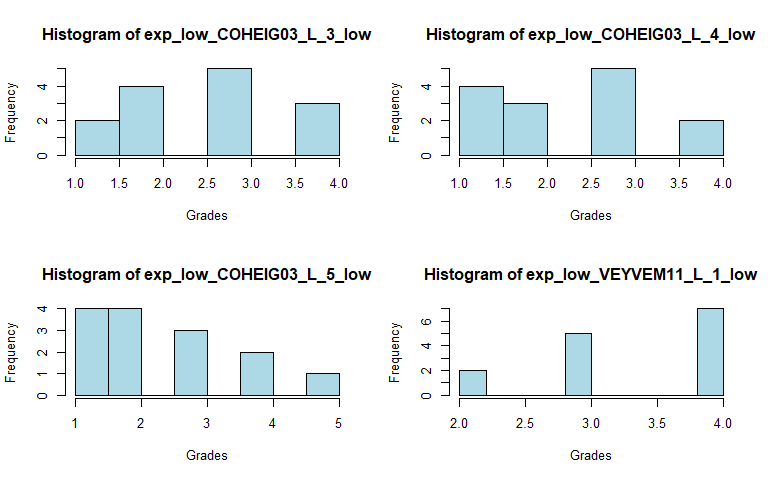 Histogram of exp_low_COHEIG03_L_3_low
Frequency
0
2
4
1.0 1.5 2.0 2.5 3.0 3.5 4.0
Grades
Histogram of exp_low_COHEIG03_L_4_low
Frequency
0
2
4
1.0 1.5 2.0 2.5 3.0 3.5 4.0
Grades
Histogram of exp_low_COHEIG03_L_5_low
Frequency
0
1
2
3
4
1 2 3 4 5
Grades
Histogram of exp_low_VEYVEM11_L_1_low
Frequency
0
2
4
6
2.0 2.5 3.0 3.5 4.0
Grades